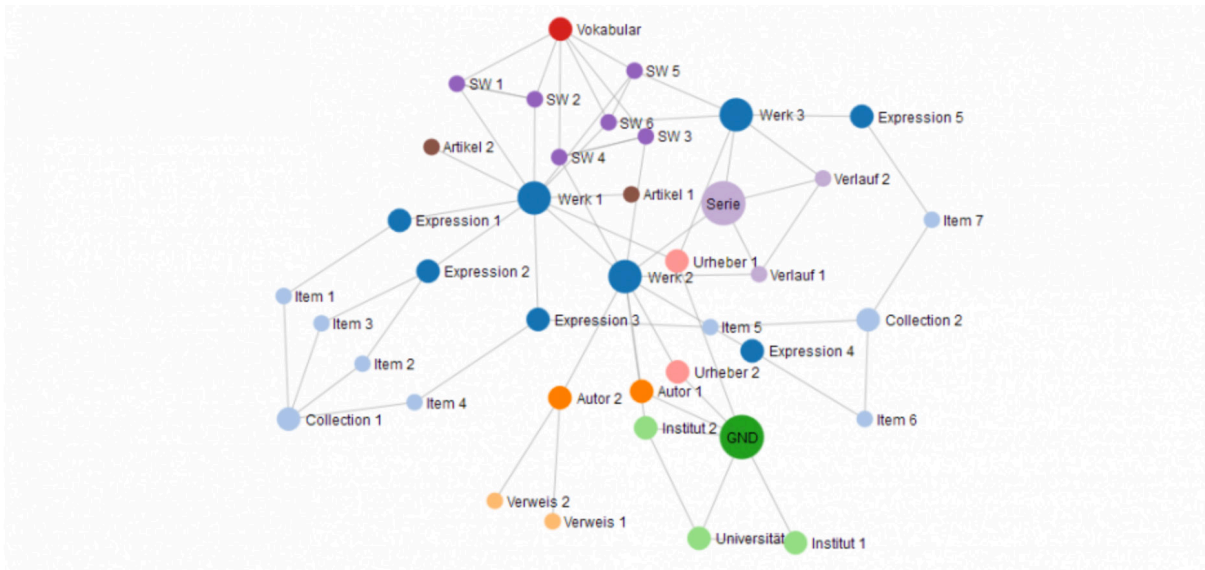 Vokabular
SW 5
SW 1
SW 2
Werk 3
Expression 5
SW 6
SW 3
Artikel 2
SW 4
Verlauf 2
Artikel 1
Werk 1
Serie
Expression 1
Item 7
Urheber 1
Expression 2
Werk 2
Verlauf 1
Item 1
Item 3
Expression 3
Item 5
Collection 2
Expression 4
Item 2
Urheber 2
Autor 1
Autor 2
Item 4
Collection 1
Item 6
Institut 2
GND
Verweis 2
Verweis 1
Universität
Institut 1